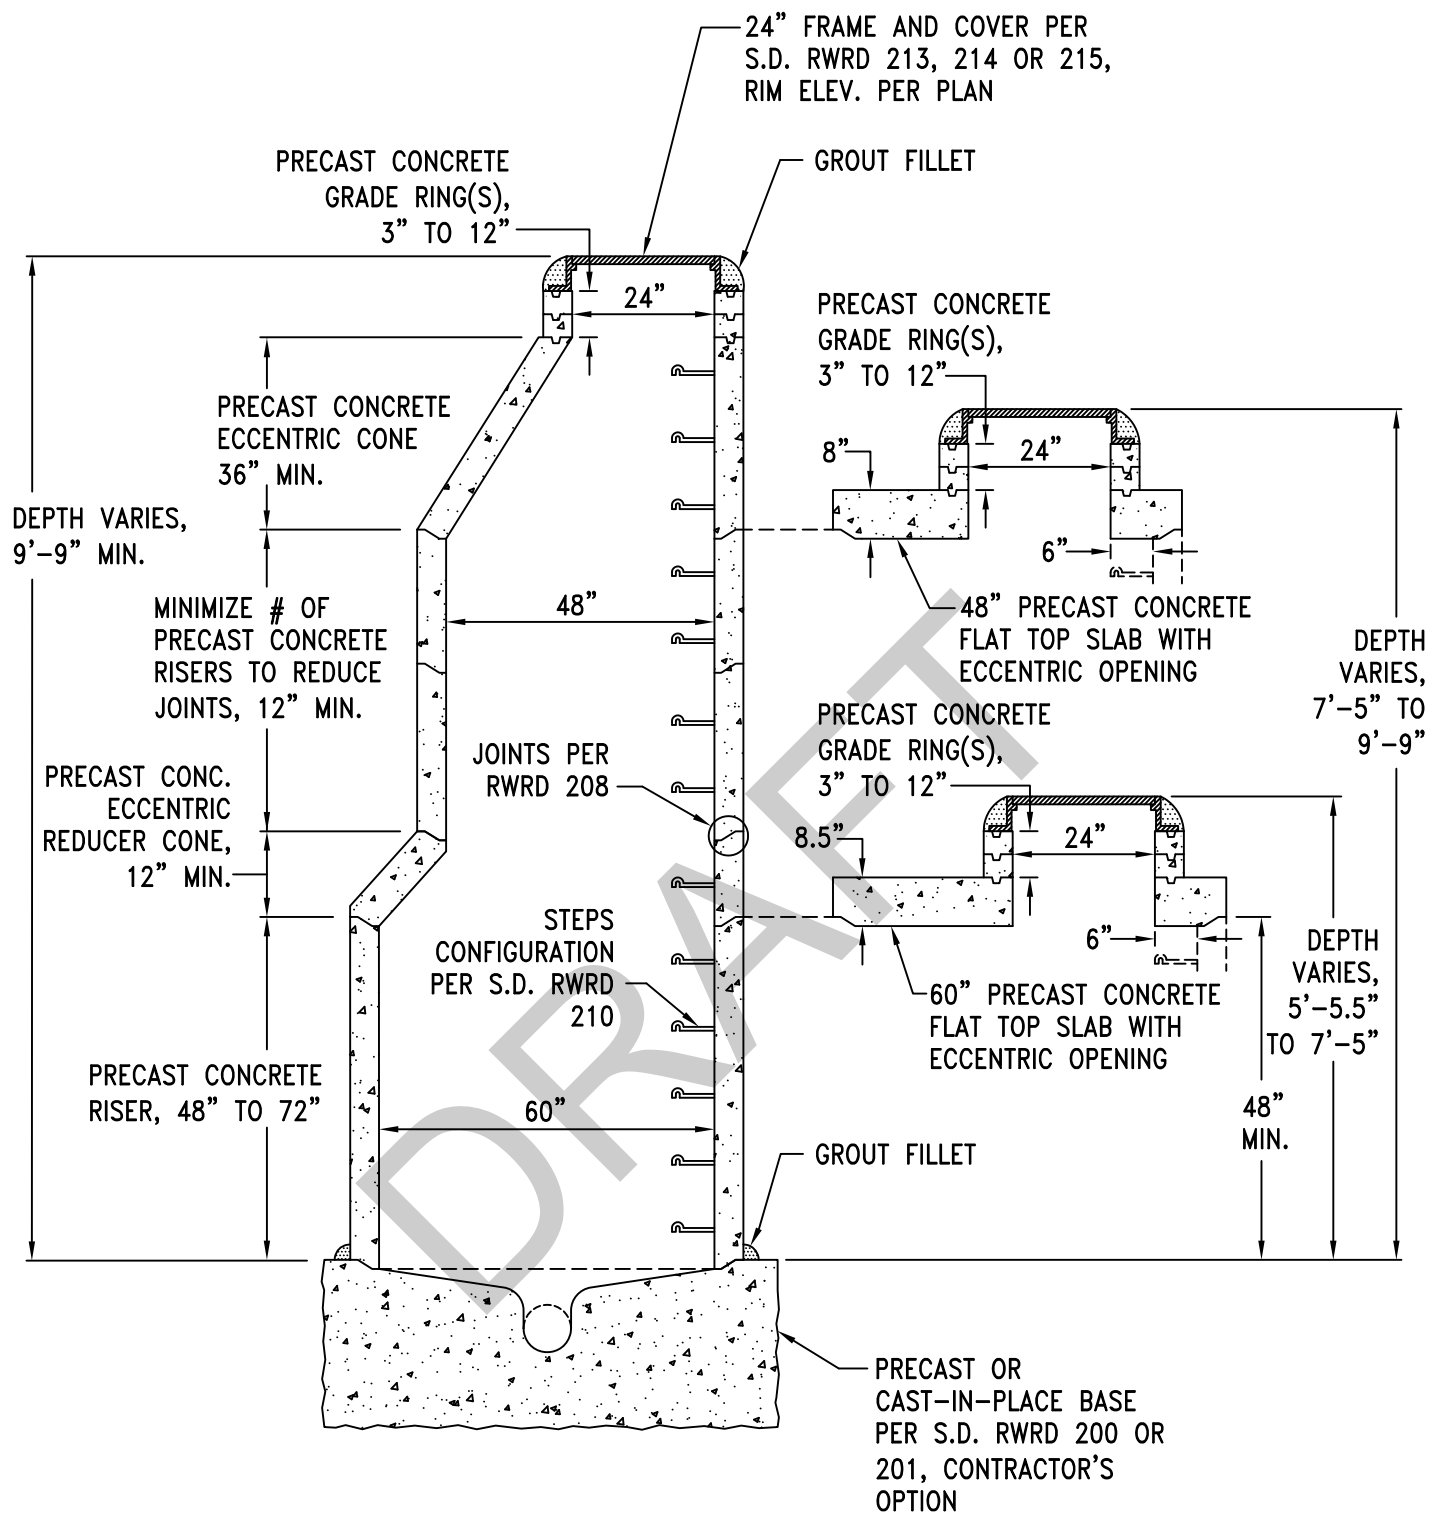 24” FRAME AND COVER PER
S.D. RWRD 213, 214 OR 215,
RIM ELEV. PER PLAN
PRECAST CONCRETE
GRADE RING(S),
3” TO 12”
GROUT FILLET
24”
PRECAST CONCRETE
GRADE RING(S),
3” TO 12”
PRECAST CONCRETE
ECCENTRIC CONE
36” MIN.
8”
24”
DEPTH VARIES,
9’-9” MIN.
6”
MINIMIZE # OF
PRECAST CONCRETE
RISERS TO REDUCE
JOINTS, 12” MIN.
48”
48” PRECAST CONCRETE
FLAT TOP SLAB WITH
ECCENTRIC OPENING
DEPTH
VARIES,
7’-5” TO
9’-9”
PRECAST CONCRETE
GRADE RING(S),
3” TO 12”
JOINTS PER
RWRD 208
PRECAST CONC.
ECCENTRIC
REDUCER CONE,
12” MIN.
8.5”
24”
STEPS
CONFIGURATION
PER S.D. RWRD
210
6”
DEPTH
VARIES,
5’-5.5”
TO 7’-5”
60” PRECAST CONCRETE
FLAT TOP SLAB WITH
ECCENTRIC OPENING
PRECAST CONCRETE
RISER, 48” TO 72”
60”
48”
MIN.
GROUT FILLET
PRECAST OR
CAST-IN-PLACE BASE
PER S.D. RWRD 200 OR
201, CONTRACTOR’S
OPTION
DRAFT